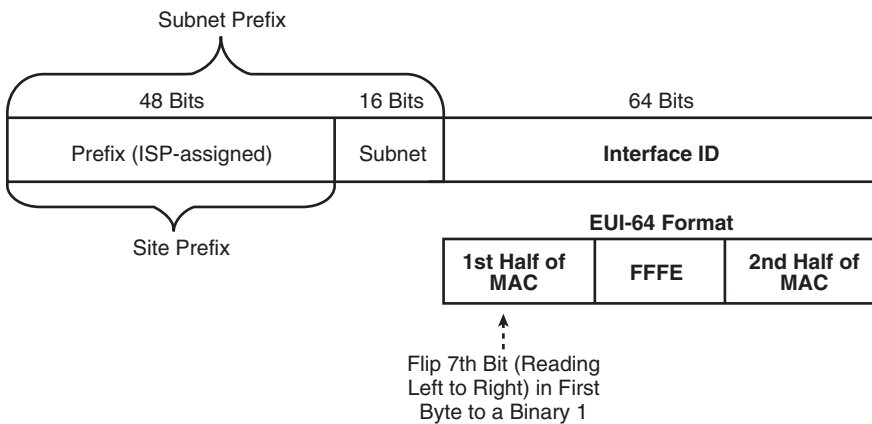 Subnet Prefix
48 Bits
16 Bits
64 Bits
Prefix (ISP-assigned)
Subnet
Interface ID
Site Prefix
EUI-64 Format
1st Half of
MAC
FFFE
2nd Half of
MAC
Flip 7th Bit (Reading
Left to Right) in First
Byte to a Binary 1